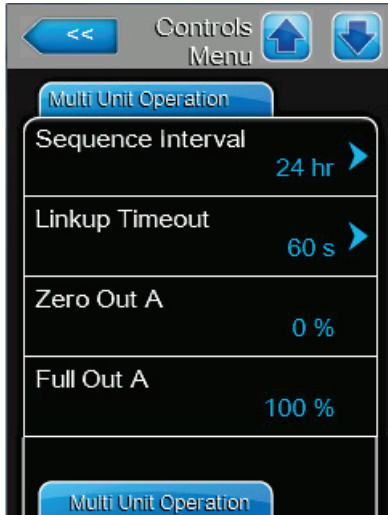 <<
Controls
Menu
Multi Unit Operation
Sequence Interval
24 hr
Linkup Timeout
60 s
Zero Out A
0 %
Full Out A
100 %
Multi Unit Operation